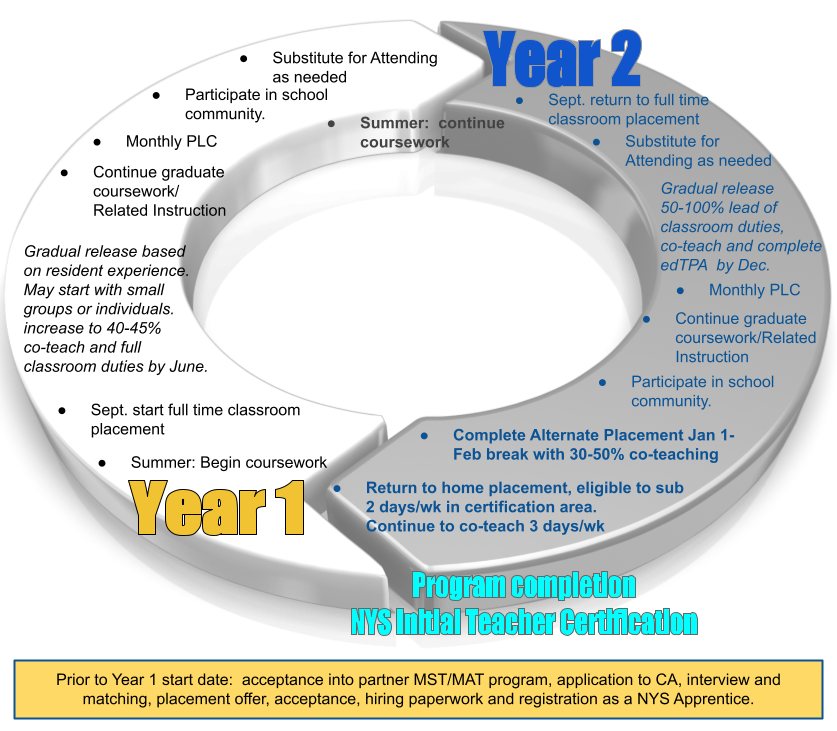 Year 1
• Summer: Begin coursework
• Sept. start full time classroom
placement
Gradual release based
on resident experience.
May start with small
groups or individuals.
increase to 40-45%
co-teach and full
classroom duties by June.
• Continue graduate
coursework/
Related Instruction
• Monthly PLC
• Participate in school
community.
• Substitute for Attending
as needed
• Summer: continue
coursework
Year 2
• Sept. return to full time
classroom placement
• Substitute for
Attending as needed
Gradual release
50-100% lead of
classroom duties,
co-teach and complete
edTPA by Dec.
• Monthly PLC
• Continue graduate
coursework/Related
Instruction
• Participate in school
community.
• Complete Alternate Placement Jan 1-
Feb break with 30-50% co-teaching
• Return to home placement, eligible to sub
2 days/wk in certification area.
Continue to co-teach 3 days/wk
Program completion
NYS Initial Teacher Certification
Prior to Year 1 start date: acceptance into partner MST/MAT program, application to CA, interview and
matching, placement offer, acceptance, hiring paperwork and registration as a NYS Apprentice.